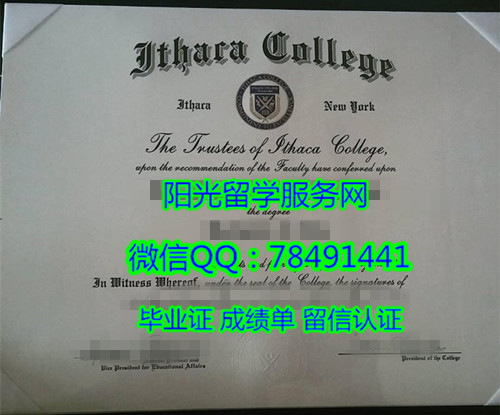 Ithaca College
Ithaca New York
The Trustees of Ithaca College,
upon the recommendation of the Faculty have conferred upon
阳光留学服务网
the degree
微信QQ：78491441
In Witness Whereof, under the seal of the College, the signatures of
毕业证 成绩单 留信认证
Vice President for Educational Affairs
President of the College